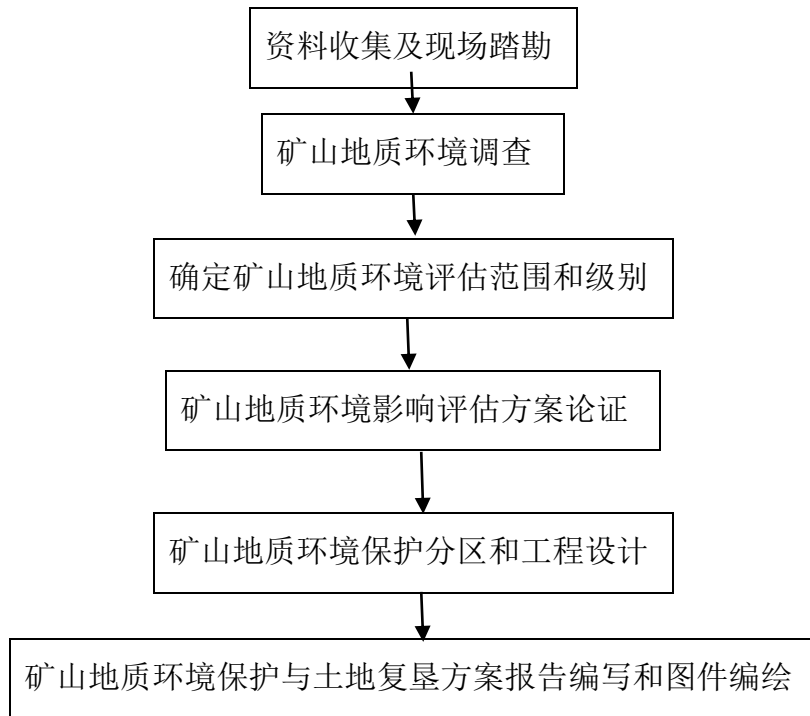 资料收集及现场踏勘
矿山地质环境调查
确定矿山地质环境评估范围和级别
矿山地质环境影响评估方案论证
矿山地质环境保护分区和工程设计
矿山地质环境保护与土地复垦方案报告编写和图件编绘